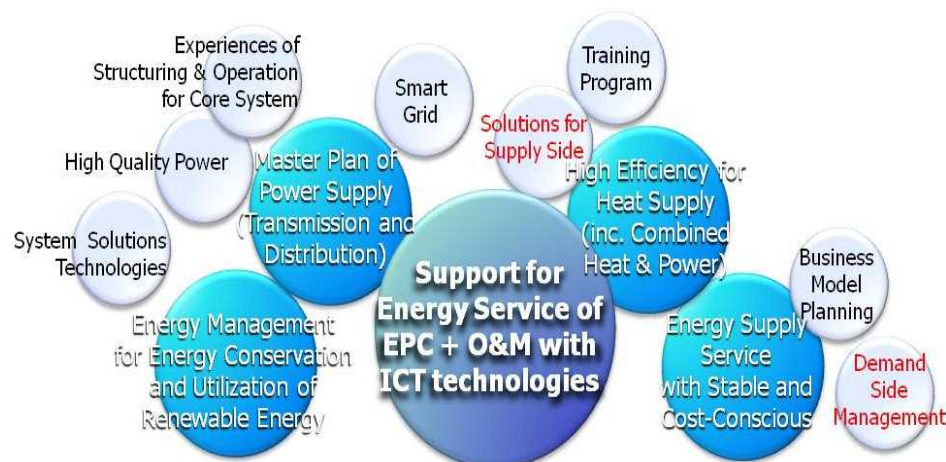 Experiences of
Structuring & Operation
for Core System
Training
Program
Smart
Grid
Solutions for
Supply Side
High Quality Power
Master Plan of
Power Supply
(Transmission and
Distribution)
High Efficiency for
Heat Supply
(inc. Combined
Heat & Power)
System Solutions
Technologies
Support for
Energy Service of
EPC + O&M with
ICT technologies
Business
Model
Planning
Energy Management
for Energy Conservation
and Utilization of
Renewable Energy
Energy Supply
Service
with Stable and
Cost-Conscious
Demand
Side
Management